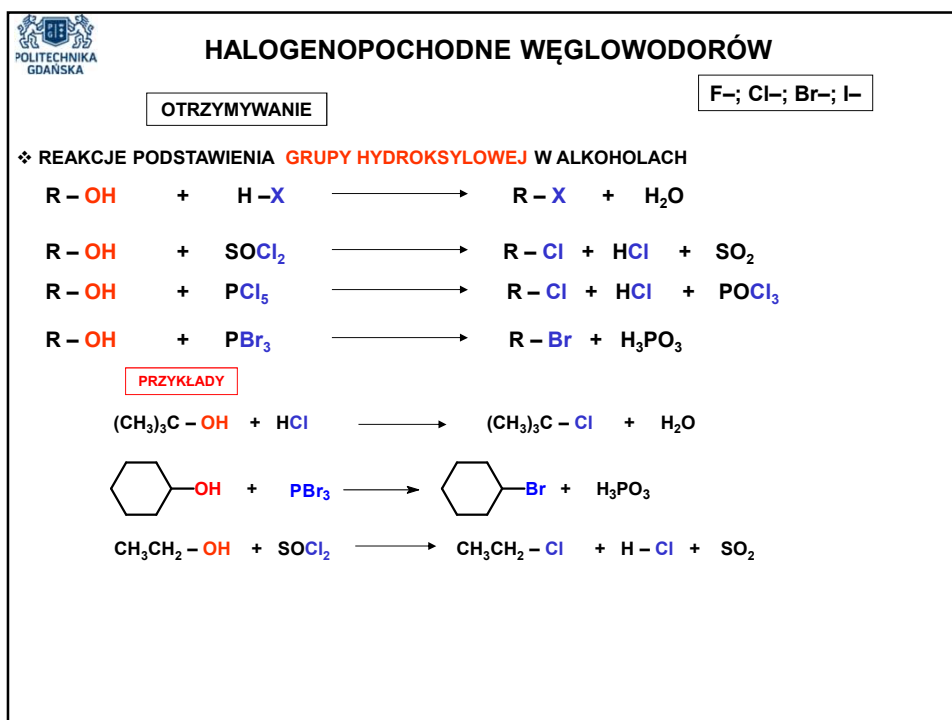 POLITECHNIKA
GDAŃSKA
HALOGENOPOCHODNE WĘGLOWODORÓW
F–; Cl–; Br–; I–
OTRZYMYWANIE
❖ REAKCJE PODSTAWIENIA GRUPY HYDROKSYLOWEJ W ALKOHOLACH
R – OH + H –X ⟶ R – X + H₂O
R – OH + SOCl₂ ⟶ R – Cl + HCl + SO₂
R – OH + PCl₅ ⟶ R – Cl + HCl + POCl₃
R – OH + PBr₃ ⟶ R – Br + H₃PO₃
PRZYKŁADY
(CH₃)₃C – OH + HCl ⟶ (CH₃)₃C – Cl + H₂O
OH + PBr₃ ⟶ Br + H₃PO₃
CH₃CH₂ – OH + SOCl₂ ⟶ CH₃CH₂ – Cl + H – Cl + SO₂